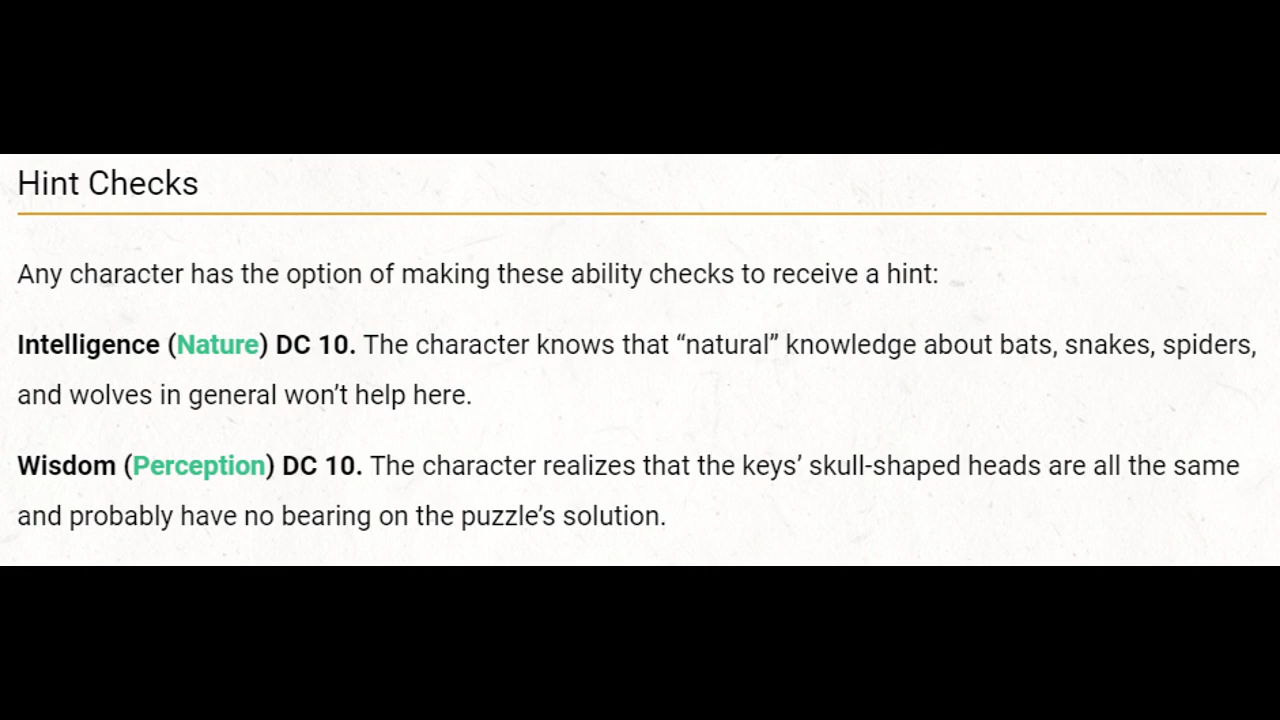 Hint Checks
Any character has the option of making these ability checks to receive a hint:
Intelligence (Nature) DC 10. The character knows that “natural” knowledge about bats, snakes, spiders,
and wolves in general won’t help here.
Wisdom (Perception) DC 10. The character realizes that the keys’ skull-shaped heads are all the same
and probably have no bearing on the puzzle’s solution.